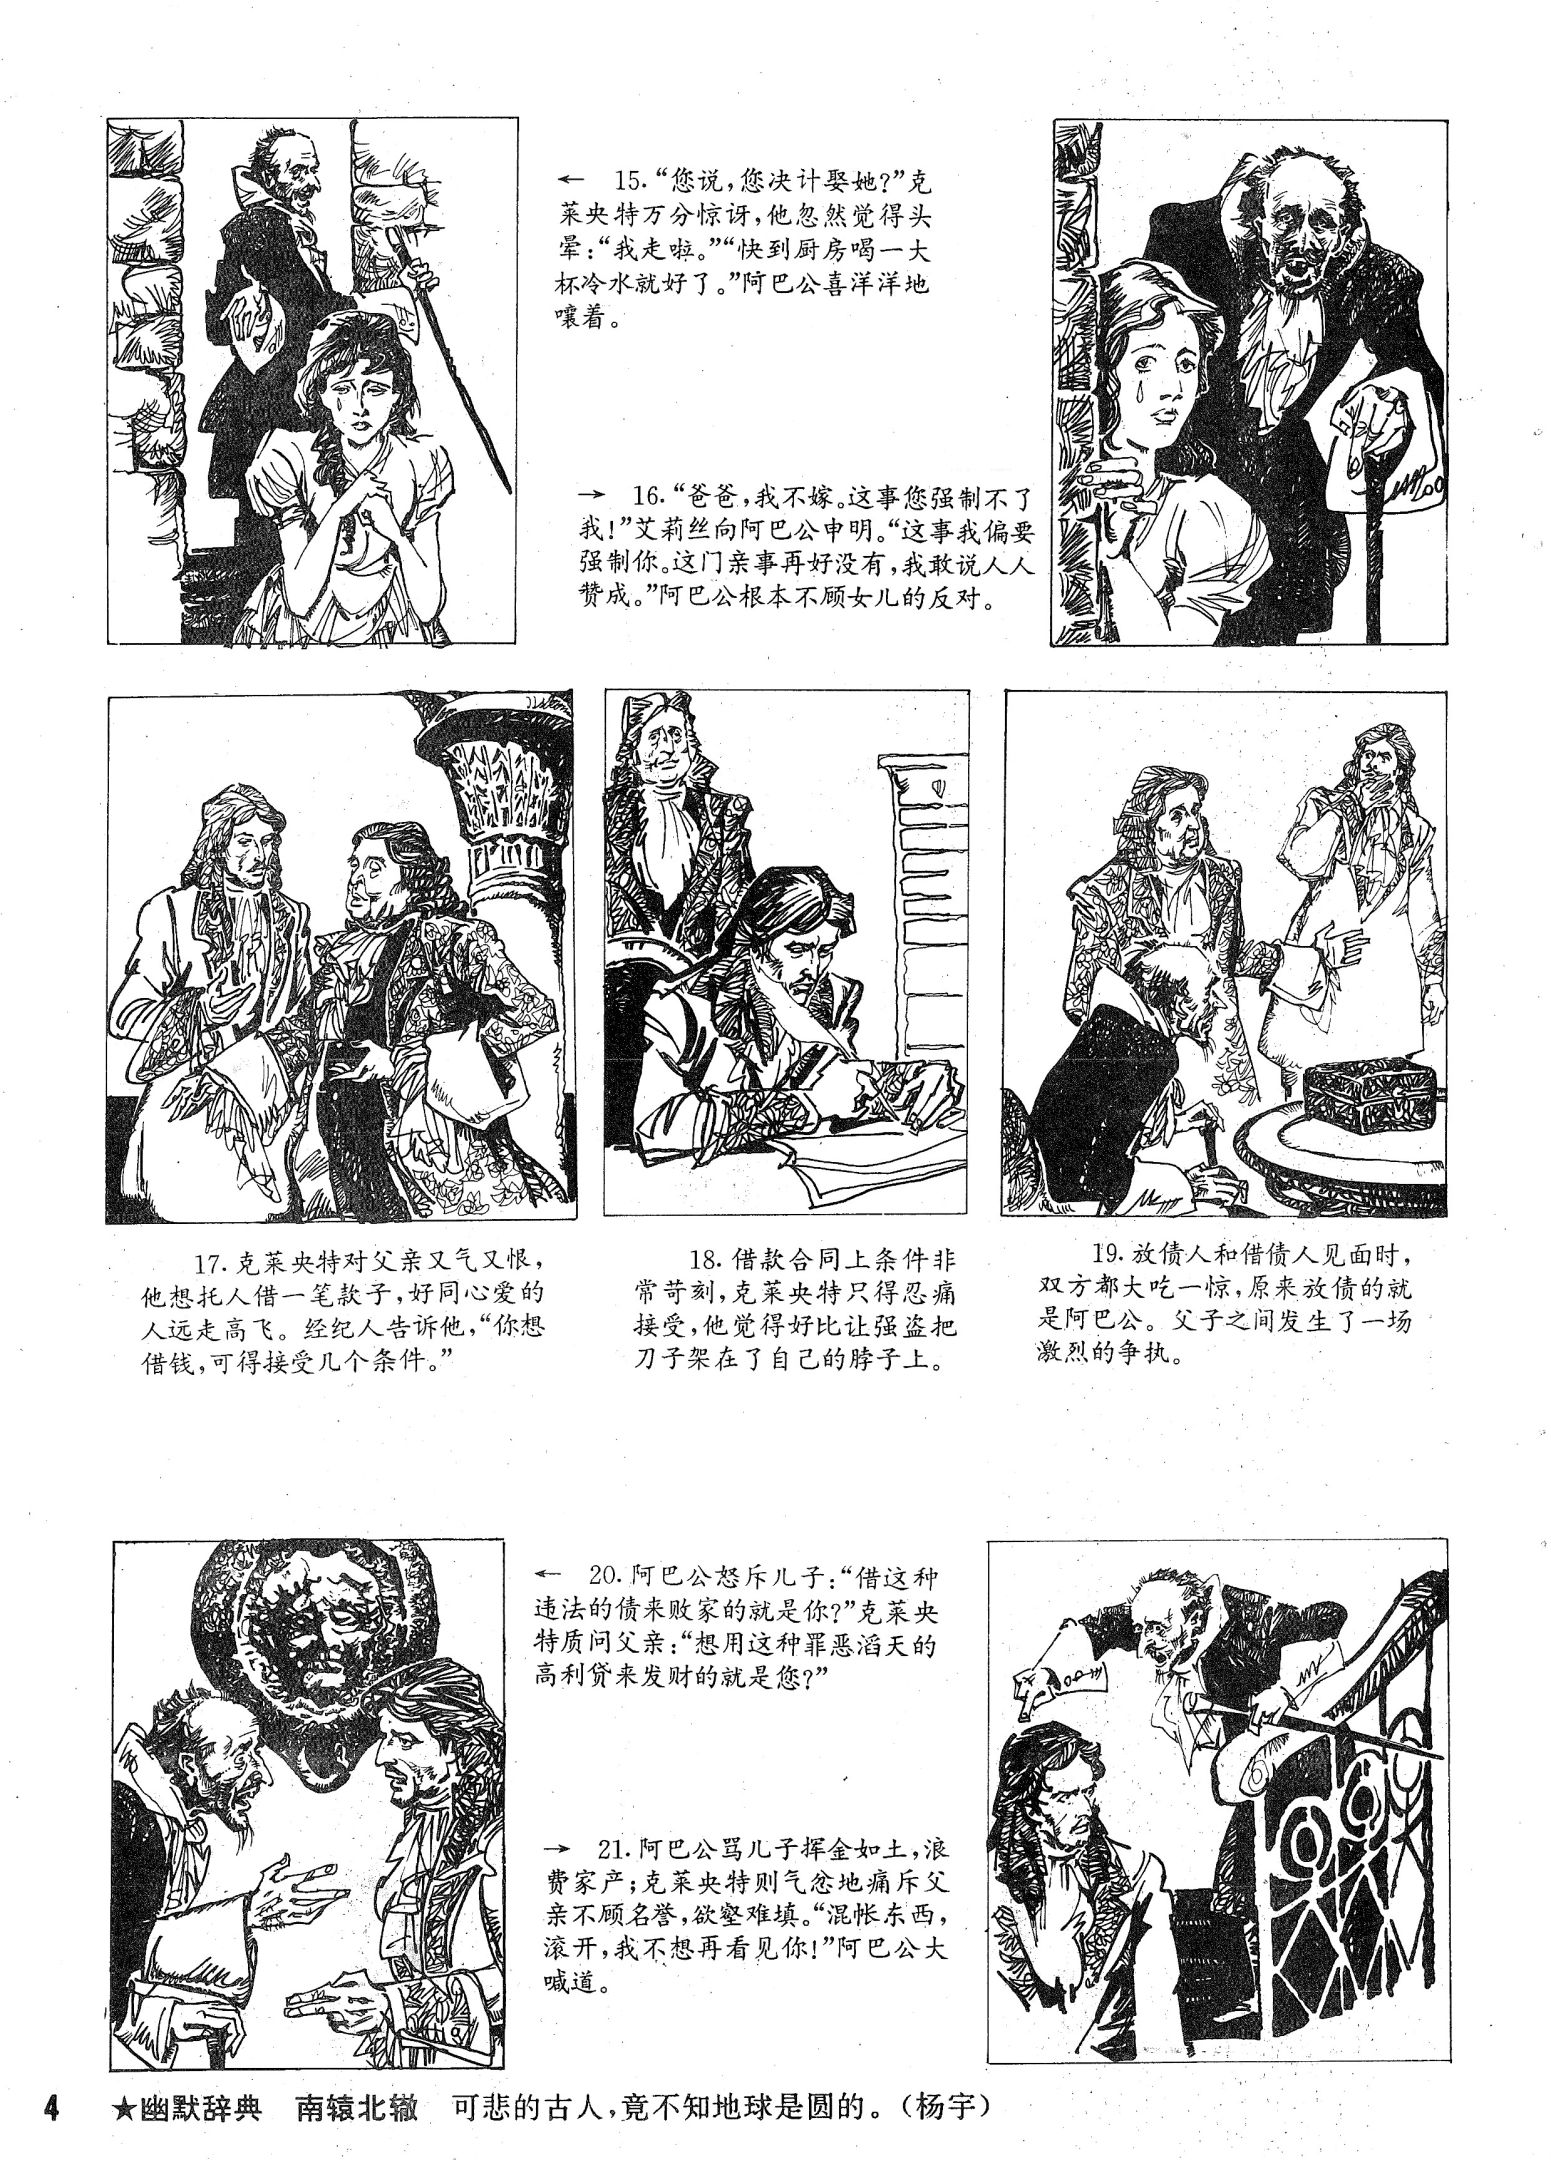 ← 15.“您说，您决计娶她？”克
莱央特万分惊讶，他忽然觉得头
晕：“我走啦。”“快到厨房喝一大
杯冷水就好了。”阿巴公喜洋洋地
嚷着。
→ 16.“爸爸，我不嫁。这事您强制不了
我！”艾莉丝向阿巴公申明。“这事我偏要
强制你。这门亲事再好没有，我敢说人人
赞成。”阿巴公根本不顾女儿的反对。
17. 克莱央特对父亲又气又恨，
他想托人借一笔款子，好同心爱的
人远走高飞。经纪人告诉他，“你想
借钱，可得接受几个条件。”
18. 借款合同上条件非
常苛刻，克莱央特只得忍痛
接受，他觉得好比让强盗把
刀子架在了自己的脖子上。
19. 放债人和借债人见面时，
双方都大吃一惊，原来放债的就
是阿巴公。父子之间发生了一场
激烈的争执。
← 20. 阿巴公怒斥儿子：“借这种
违法的债来败家的就是你？”克莱央
特质问父亲：“想用这种罪恶滔天的
高利贷来发财的就是您？”
→ 21. 阿巴公骂儿子挥金如土，浪
费家产；克莱央特则气忿地痛斥父
亲不顾名誉，欲壑难填。“混帐东西，
滚开，我不想再看见你！”阿巴公大
喊道。
4 ★幽默辞典 南辕北辙 可悲的古人，竟不知地球是圆的。（杨宇）